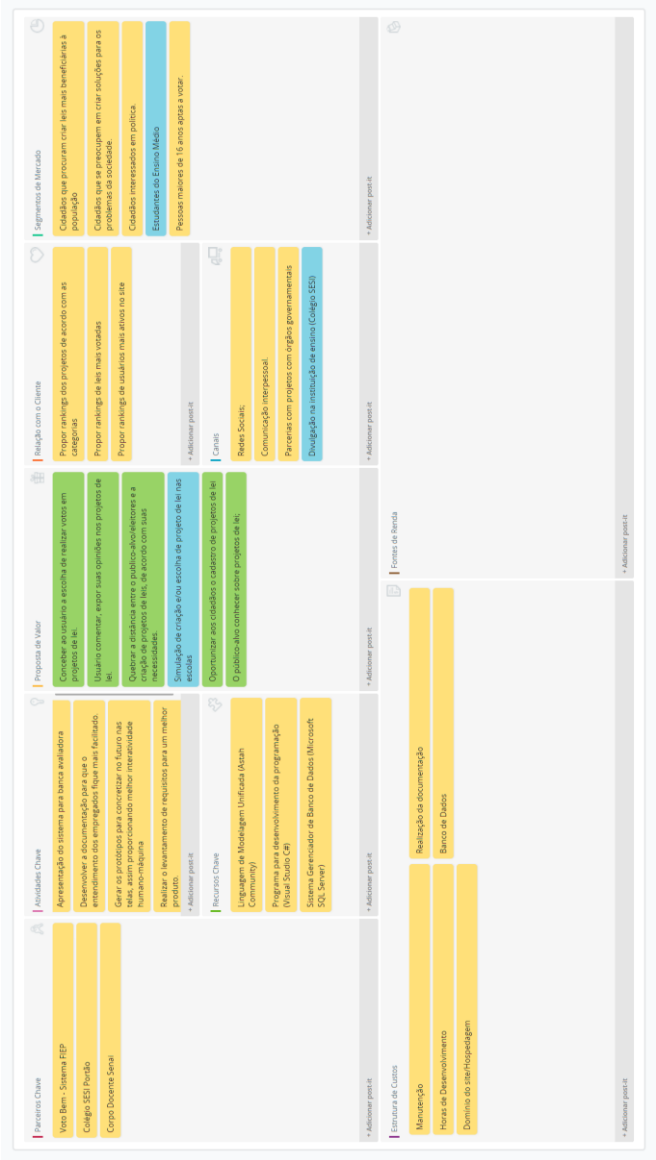 Parceiros Chave
Voto Bem - Sistema FIEP
Colégio SESI Portão
Corpo Docente Senai
+ Adicionar post-it
Atividades Chave
Apresentação do sistema para banca avaliadora
Desenvolver a documentação para que o
entendimento dos empregados fique mais facilitado.
Gerar os protótipos para concretizar no futuro nas
telas, assim proporcionando melhor interatividade
humano-máquina
Realizar o levantamento de requisitos para um melhor
produto.
+ Adicionar post-it
Recursos Chave
Linguagem de Modelagem Unificada (Astah
Community)
Programa para desenvolvimento da programação
(Visual Studio C#)
Sistema Gerenciador de Banco de Dados (Microsoft
SQL Server)
+ Adicionar post-it
Proposta de Valor
Conceber ao usuário a escolha de realizar votos em
projetos de lei.
Usuário comentar, expor suas opiniões nos projetos de
lei
Quebrar a distância entre o publico-alvo/eleitores e a
criação de projetos de leis, de acordo com suas
necessidades.
Simulação de criação e/ou escolha de projeto de lei nas
escolas
Oportunizar aos cidadãos o cadastro de projetos de lei
O publico-alvo conhecer sobre projetos de lei;
+ Adicionar post-it
Relação com o Cliente
Propor rankings dos projetos de acordo com as
categorias
Propor rankings de leis mais votadas
Propor rankings de usuários mais ativos no site
+ Adicionar post-it
Canais
Redes Sociais;
Comunicação interpessoal.
Parcerias com projetos com órgãos governamentais
Divulgação na instituição de ensino (Colégio SESI)
+ Adicionar post-it
Segmentos de Mercado
Cidadãos que procuram criar leis mais beneficiárias à
população
Cidadãos que se preocupem em criar soluções para os
problemas da sociedade.
Cidadãos interessados em política.
Estudantes do Ensino Médio
Pessoas maiores de 16 anos aptas a votar.
+ Adicionar post-it
Estrutura de Custos
Manutenção
Realização da documentação
Horas de Desenvolvimento
Banco de Dados
Domínio do site/Hospedagem
+ Adicionar post-it
Fontes de Renda
+ Adicionar post-it